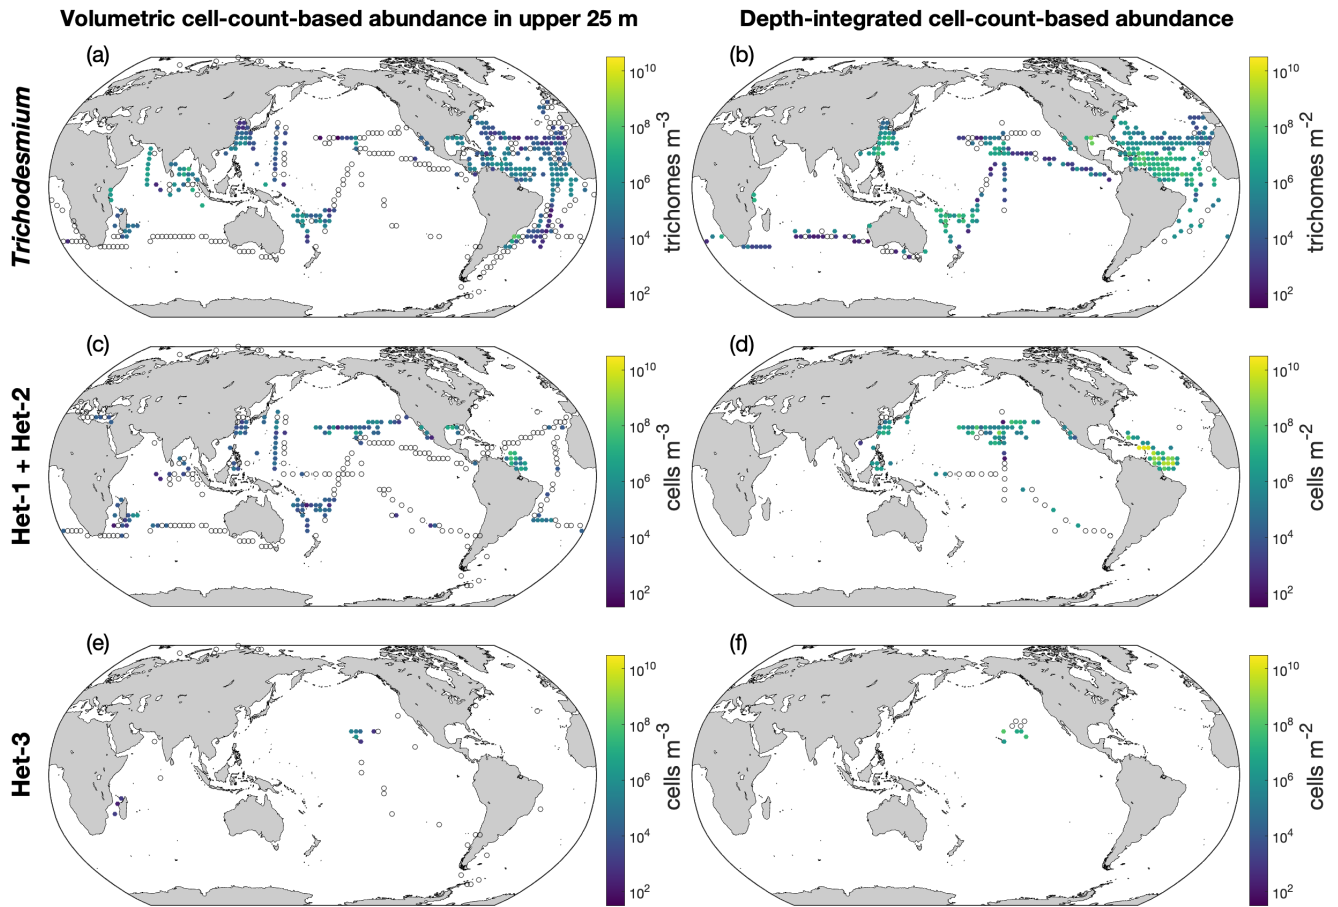 Volumetric cell-count-based abundance in upper 25 m
Depth-integrated cell-count-based abundance
Trichodesmium
(a)
10^10
10^8
10^6
10^4
10^2
trichomes m^-3
(b)
10^10
10^8
10^6
10^4
10^2
trichomes m^-2
Het-1 + Het-2
(c)
10^10
10^8
10^6
10^4
10^2
cells m^-3
(d)
10^10
10^8
10^6
10^4
10^2
cells m^-2
Het-3
(e)
10^10
10^8
10^6
10^4
10^2
cells m^-3
(f)
10^10
10^8
10^6
10^4
10^2
cells m^-2